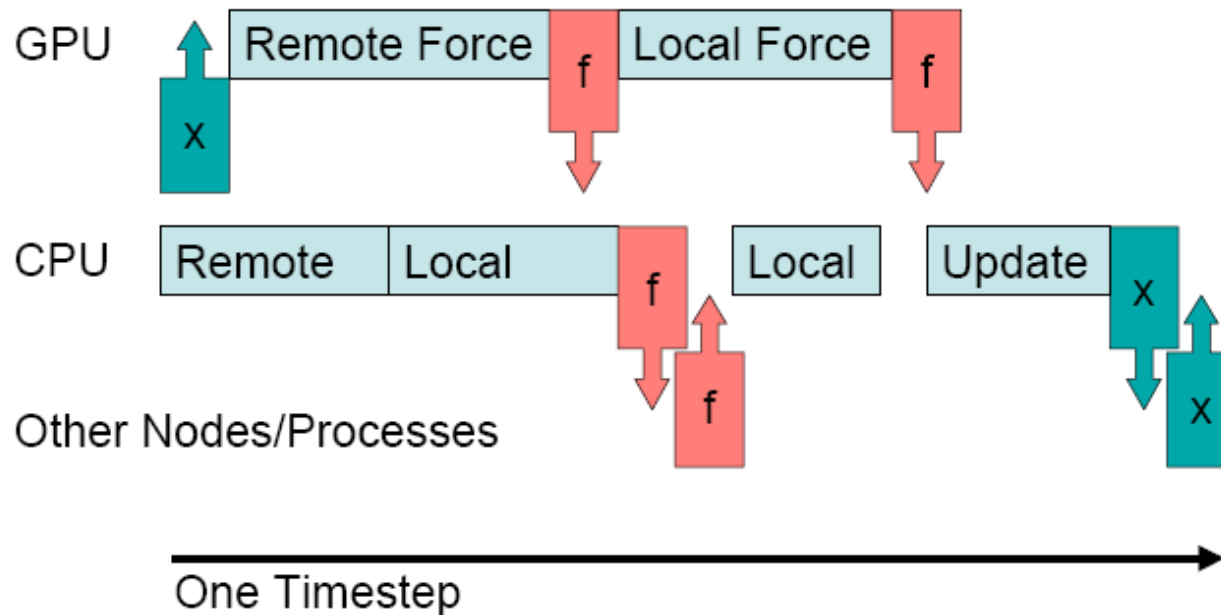 GPU
Remote Force
f
Local Force
f
x
CPU
Remote
Local
f
Local
Update
x
f
x
Other Nodes/Processes
One Timestep